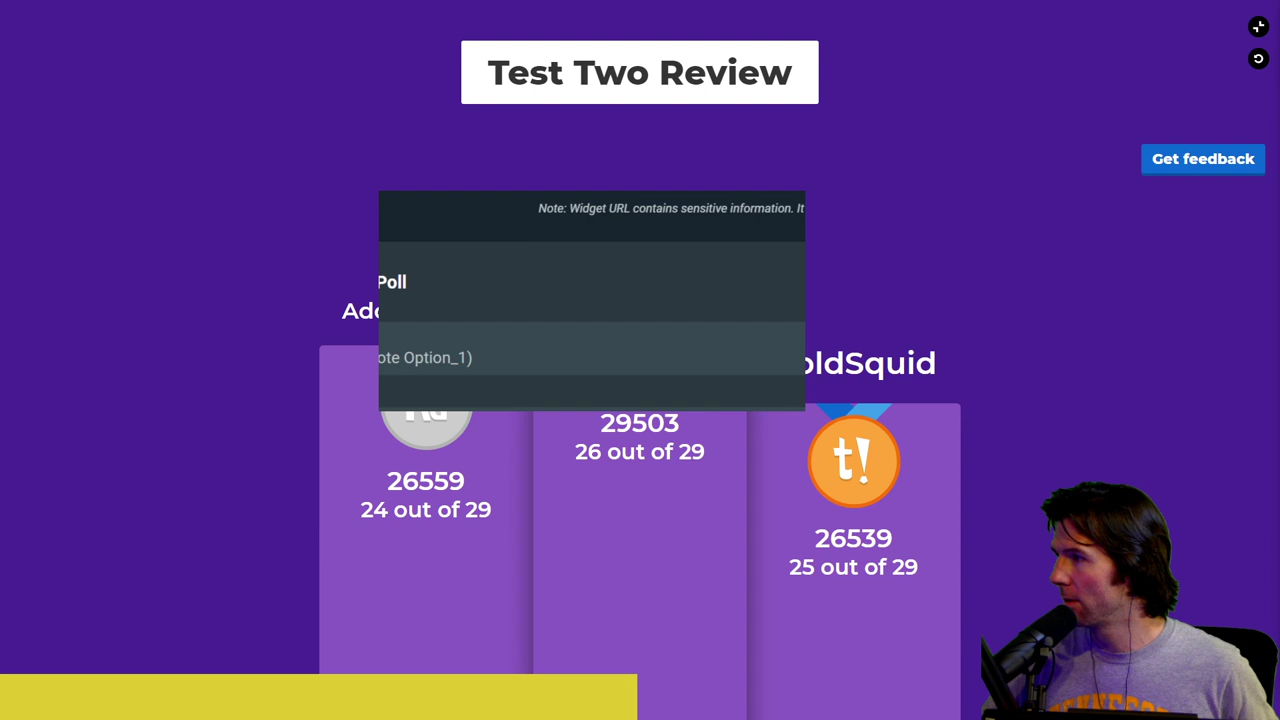 Test Two Review
Get feedback
Note: Widget URL contains sensitive information. It
Poll
ote Option_1)
oldSquid
29503
26 out of 29
t!
26559
24 out of 29
26539
25 out of 29